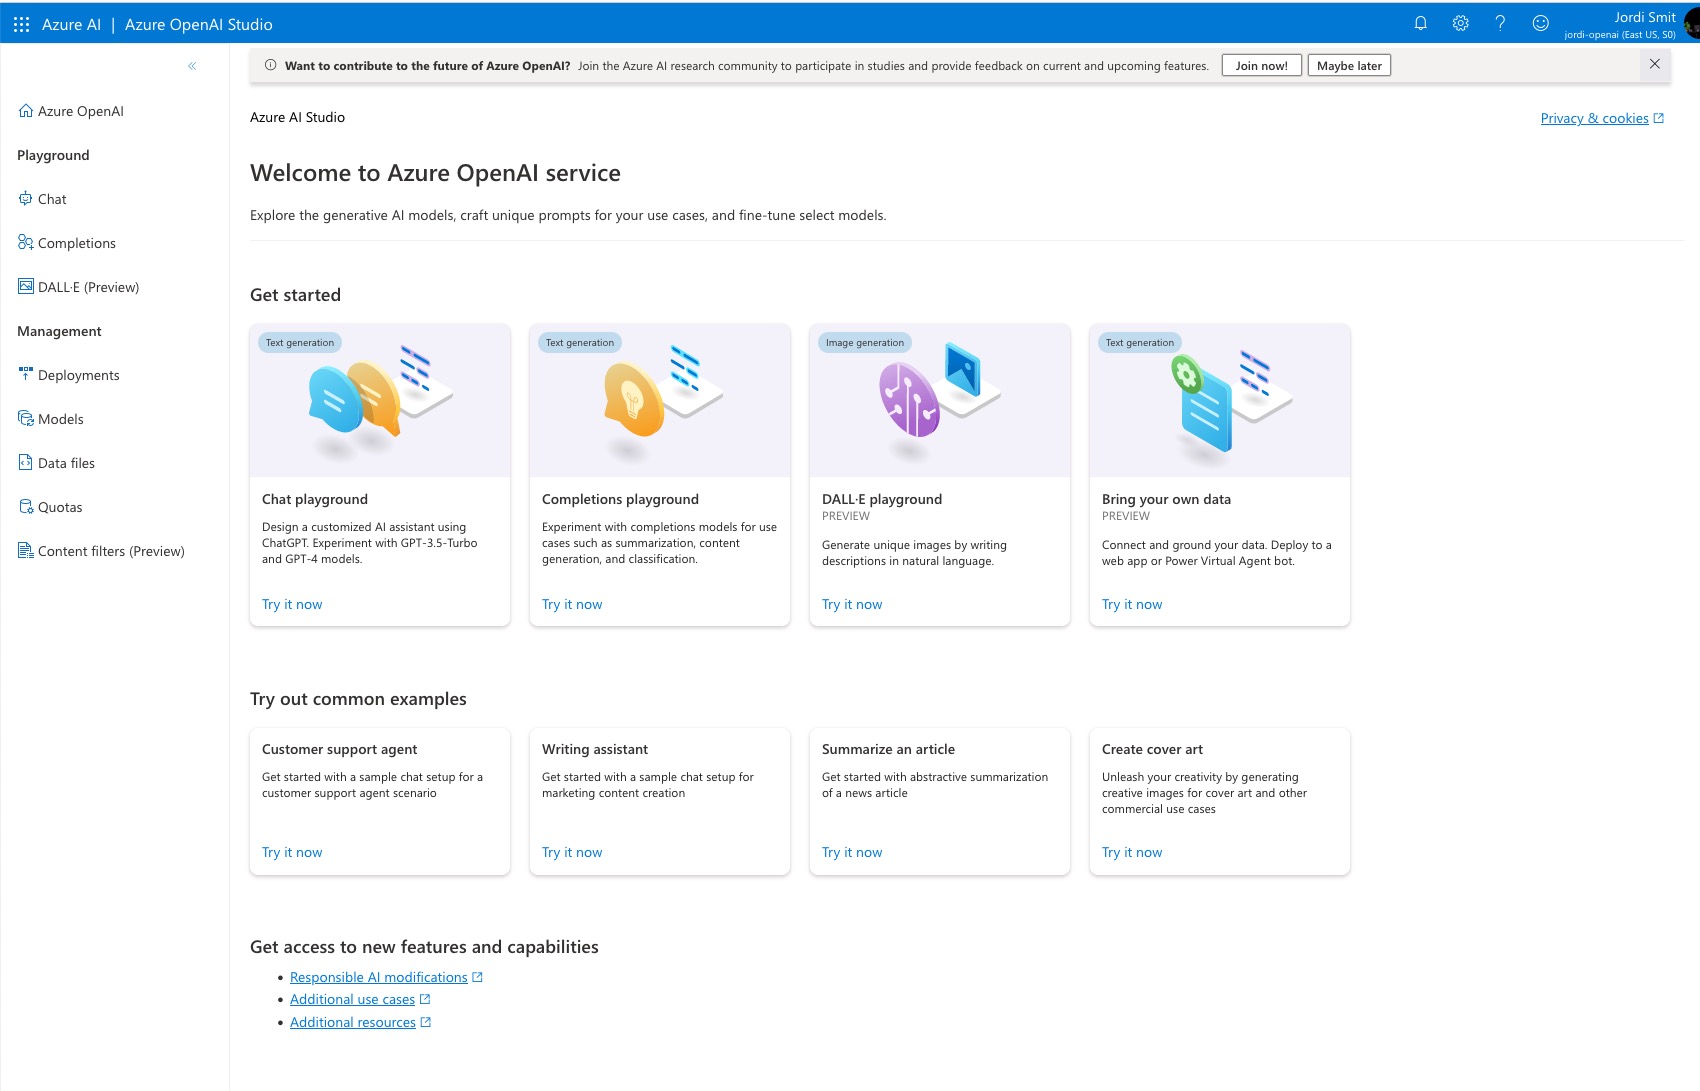 Azure AI | Azure OpenAI Studio
Jordi Smit
jordi-openai (East US, S0)
Want to contribute to the future of Azure OpenAI? Join the Azure AI research community to participate in studies and provide feedback on current and upcoming features. Join now! Maybe later
Azure OpenAI
Playground
Chat
Completions
DALL·E (Preview)
Management
Deployments
Models
Data files
Quotas
Content filters (Preview)
Azure AI Studio
Privacy & cookies
Welcome to Azure OpenAI service
Explore the generative AI models, craft unique prompts for your use cases, and fine-tune select models.
Get started
Text generation
Chat playground
Design a customized AI assistant using
ChatGPT. Experiment with GPT-3.5-Turbo
and GPT-4 models.
Try it now
Text generation
Completions playground
Experiment with completions models for use
cases such as summarization, content
generation, and classification.
Try it now
Image generation
DALL·E playground
PREVIEW
Generate unique images by writing
descriptions in natural language.
Try it now
Text generation
Bring your own data
PREVIEW
Connect and ground your data. Deploy to a
web app or Power Virtual Agent bot.
Try it now
Try out common examples
Customer support agent
Get started with a sample chat setup for a
customer support agent scenario
Try it now
Writing assistant
Get started with a sample chat setup for
marketing content creation
Try it now
Summarize an article
Get started with abstractive summarization
of a news article
Try it now
Create cover art
Unleash your creativity by generating
creative images for cover art and other
commercial use cases
Try it now
Get access to new features and capabilities
• Responsible AI modifications
• Additional use cases
• Additional resources